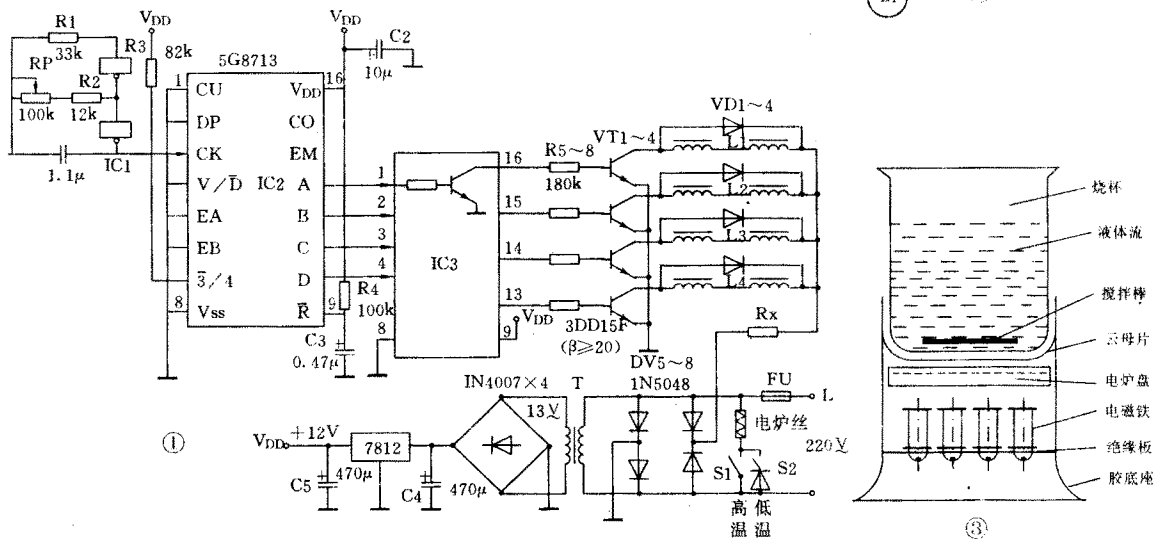 R1
33k
RP
100k
R2
12k
R3
82k
V_DD
IC1
1.1μ
5G8713
IC2
1 CU
DP
CK
V/D̅
EA
EB
3̅/4
8 Vss
V_DD 16
CO
EM
A
B
C
D
R̅ 9
V_DD
C2
10μ
R4
100k
C3
0.47μ
IC3
1
2
3
4
8
16
15
14
13
9
V_DD
R5~8
180k
VT1~4
3DD15F
(β≥20)
VD1~4
L1
L2
L3
L4
Rx
DV5~8
1N5048
FU
L
IN4007×4
T
13V
电炉丝
220V
S1
S2
高温
低温
V_DD
+12V
7812
470μ
C5
C4
470μ
①
烧杯
液体流
搅拌棒
云母片
电炉盘
电磁铁
绝缘板
胶底座
③